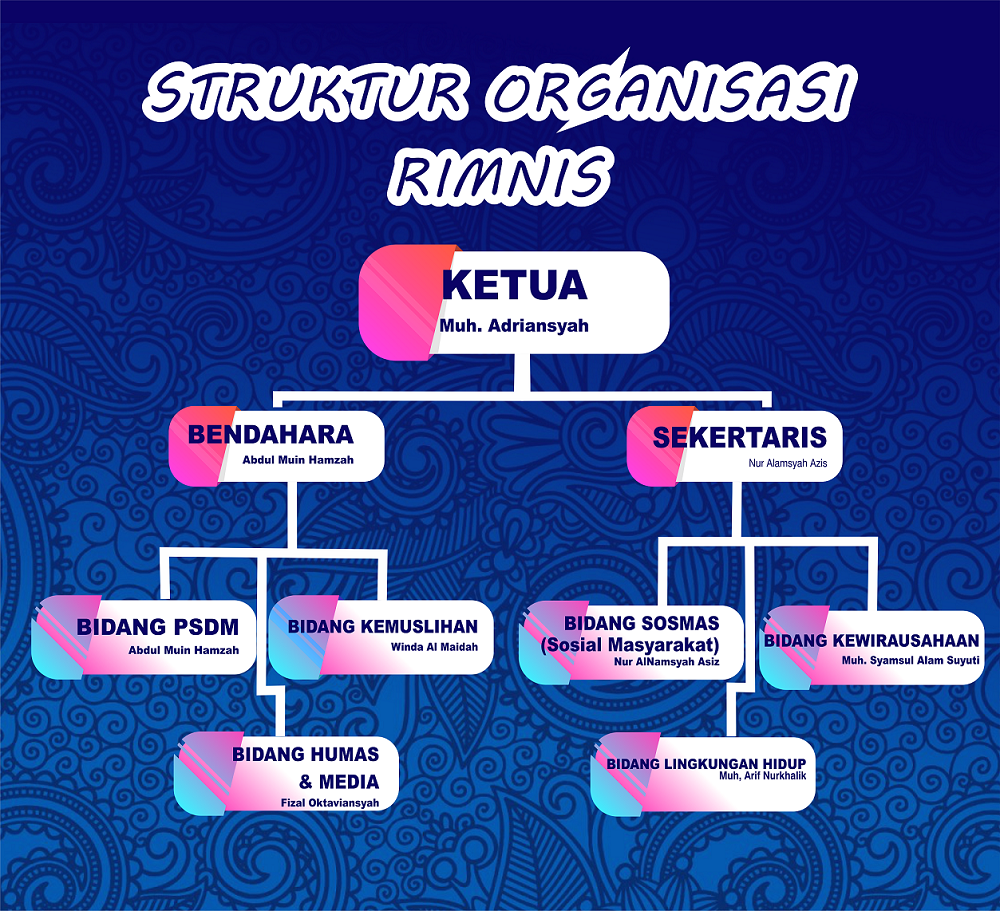 STRUKTUR ORGANISASI
RIMNIS
KETUA
Muh. Adriansyah
BENDAHARA
Abdul Muin Hamzah
SEKERTARIS
Nur Alamsyah Azis
BIDANG PSDM
Abdul Muin Hamzah
BIDANG KEMUSLIHAN
Winda Al Maidah
BIDANG SOSMAS
(Sosial Masyarakat)
Nur AlNamsyah Asiz
BIDANG KEWIRAUSAHAAN
Muh. Syamsul Alam Suyuti
BIDANG HUMAS
& MEDIA
Fizal Oktaviansyah
BIDANG LINGKUNGAN HIDUP
Muh, Arif Nurkhalik